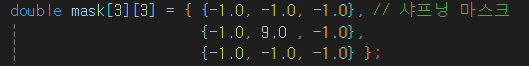 double mask[3][3] = { {-1.0, -1.0, -1.0}, // 샤프닝 마스크
{-1.0, 9.0 , -1.0},
{-1.0, -1.0, -1.0} };